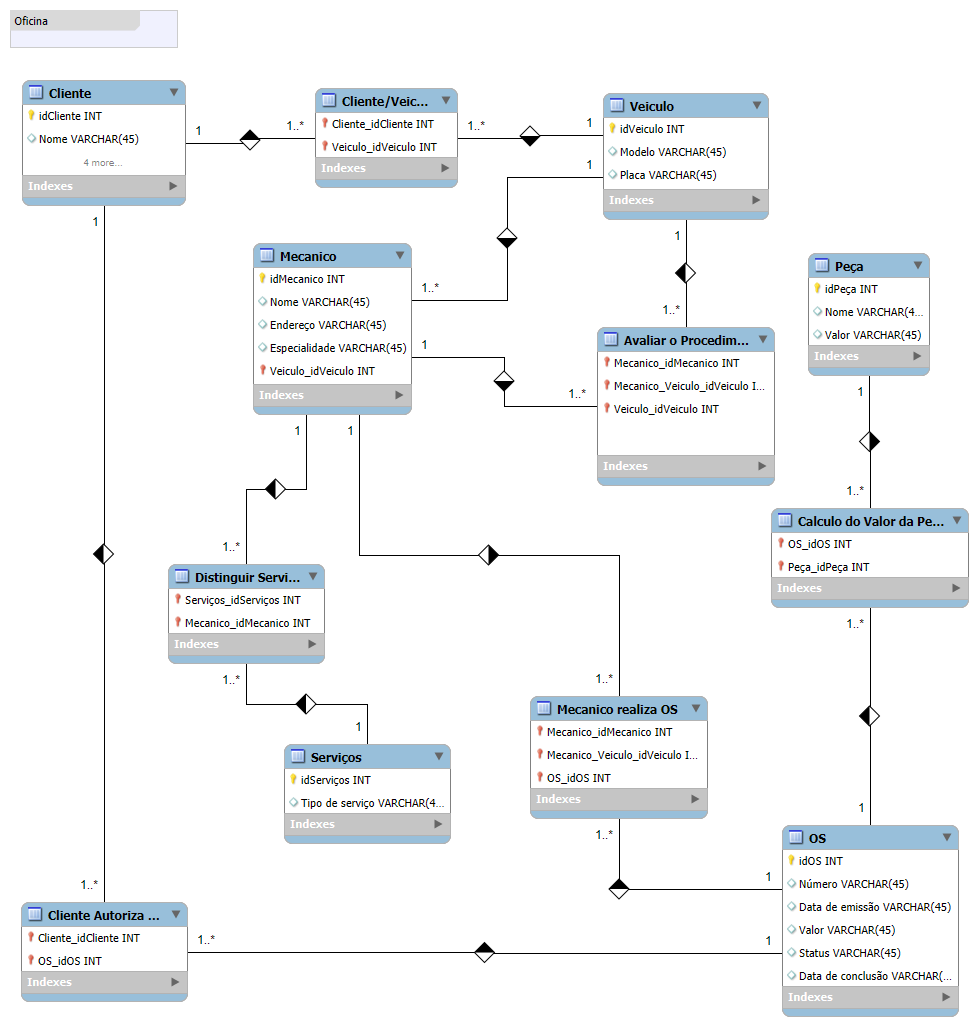 Oficina
Cliente
idCliente INT
Nome VARCHAR(45)
4 more...
Indexes
1
1..*
Cliente/Veic...
Cliente_idCliente INT
Veiculo_idVeiculo INT
Indexes
1..*
1
Veiculo
idVeiculo INT
Modelo VARCHAR(45)
Placa VARCHAR(45)
Indexes
1
1
1..*
1
1..*
Mecanico
idMecanico INT
Nome VARCHAR(45)
Endereço VARCHAR(45)
Especialidade VARCHAR(45)
Veiculo_idVeiculo INT
Indexes
1
1..*
Avaliar o Procedim...
Mecanico_idMecanico INT
Mecanico_Veiculo_idVeiculo I...
Veiculo_idVeiculo INT
Indexes
Peça
idPeça INT
Nome VARCHAR(4...
Valor VARCHAR(45)
Indexes
1
1..*
Calculo do Valor da Pe...
OS_idOS INT
Peça_idPeça INT
Indexes
1..*
1
1
1
1..*
Distinguir Servi...
Serviços_idServiços INT
Mecanico_idMecanico INT
Indexes
1..*
1
Serviços
idServiços INT
Tipo de serviço VARCHAR(4...
Indexes
1..*
Mecanico realiza OS
Mecanico_idMecanico INT
Mecanico_Veiculo_idVeiculo I...
OS_idOS INT
Indexes
1..*
1
OS
idOS INT
Número VARCHAR(45)
Data de emissão VARCHAR(45)
Valor VARCHAR(45)
Status VARCHAR(45)
Data de conclusão VARCHAR(...
Indexes
1..*
Cliente Autoriza ...
Cliente_idCliente INT
OS_idOS INT
Indexes
1..*
1